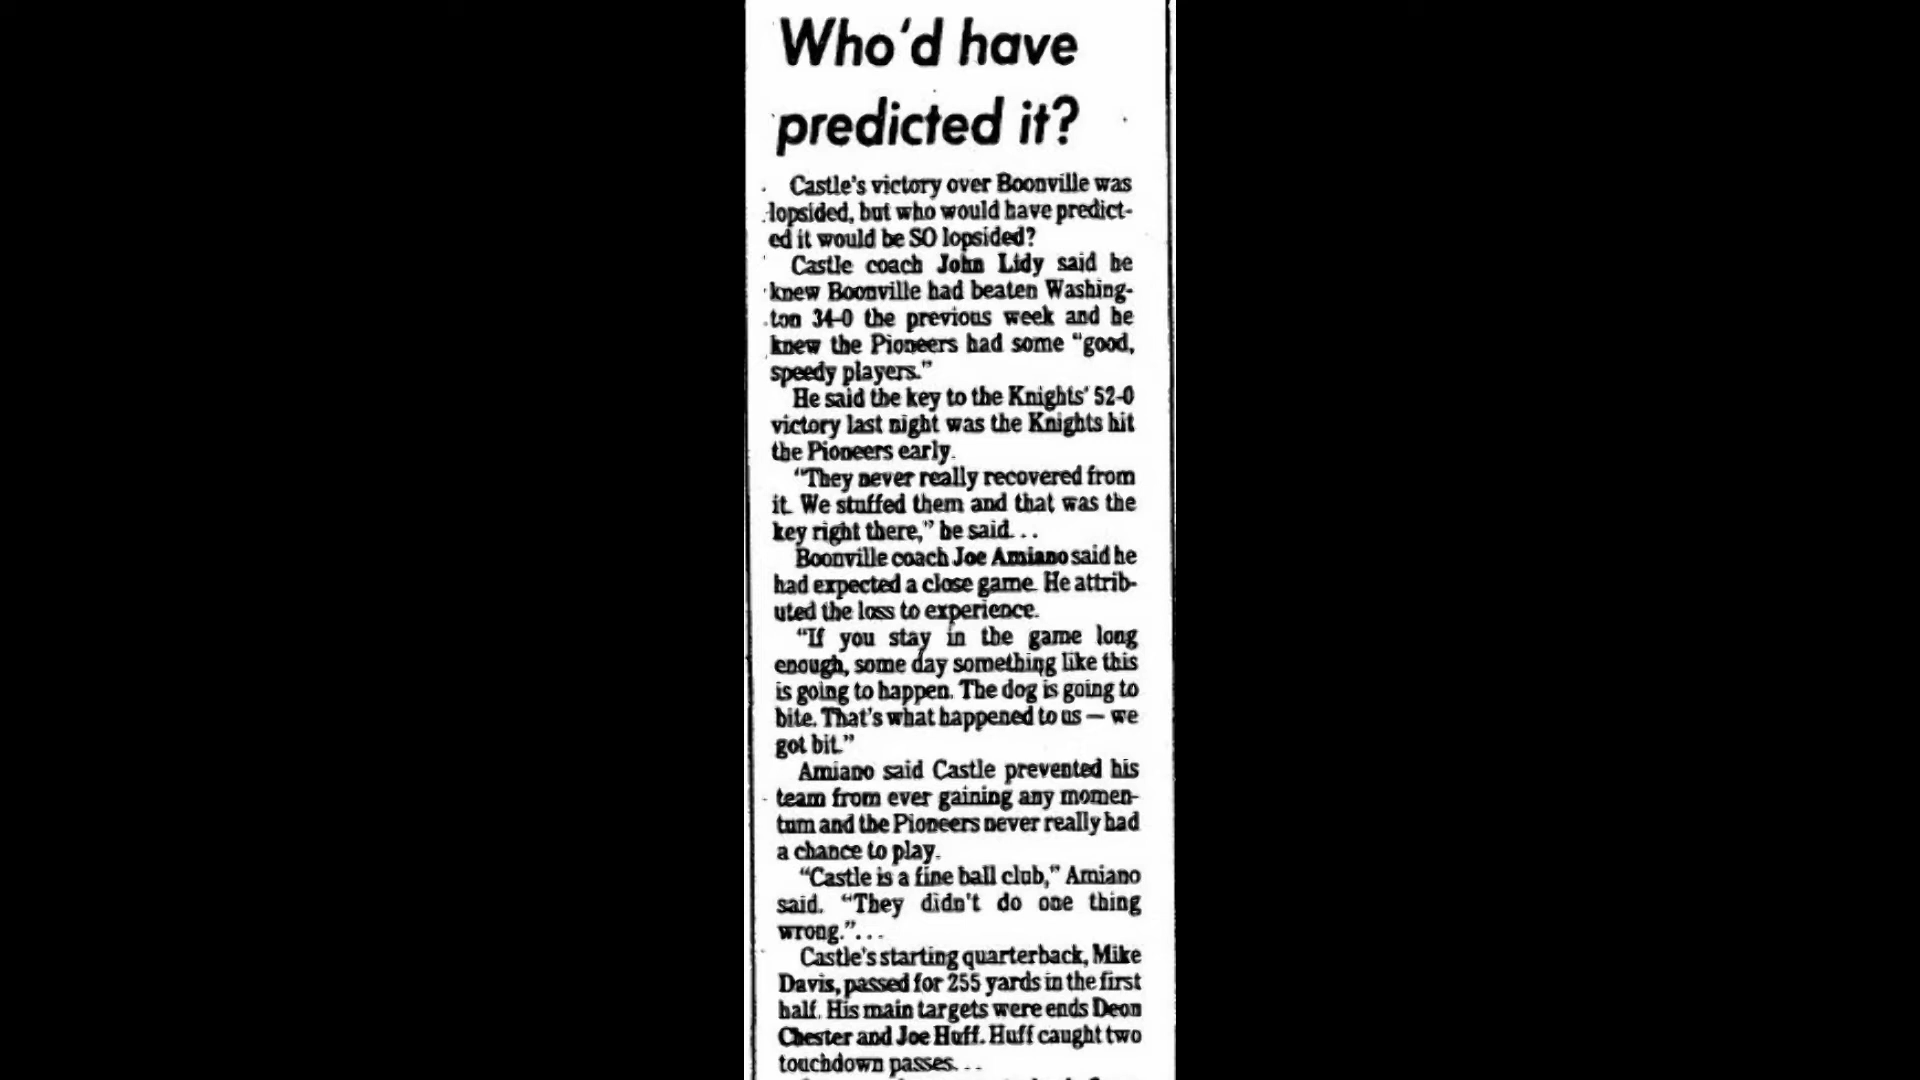 Who'd have
predicted it?
Castle's victory over Boonville was
lopsided, but who would have predict-
ed it would be SO lopsided?
Castle coach John Lidy said he
knew Boonville had beaten Washing-
ton 34-0 the previous week and he
knew the Pioneers had some "good,
speedy players."
He said the key to the Knights' 52-0
victory last night was the Knights hit
the Pioneers early.
"They never really recovered from
it. We stuffed them and that was the
key right there," he said. . .
Boonville coach Joe Amiano said he
had expected a close game. He attrib-
uted the loss to experience.
"If you stay in the game long
enough, some day something like this
is going to happen. The dog is going to
bite. That's what happened to us — we
got bit."
Amiano said Castle prevented his
team from ever gaining any momen-
tum and the Pioneers never really had
a chance to play.
"Castle is a fine ball club," Amiano
said. "They didn't do one thing
wrong.". . .
Castle's starting quarterback, Mike
Davis, passed for 255 yards in the first
half. His main targets were ends Deon
Chester and Joe Huff. Huff caught two
touchdown passes. . .